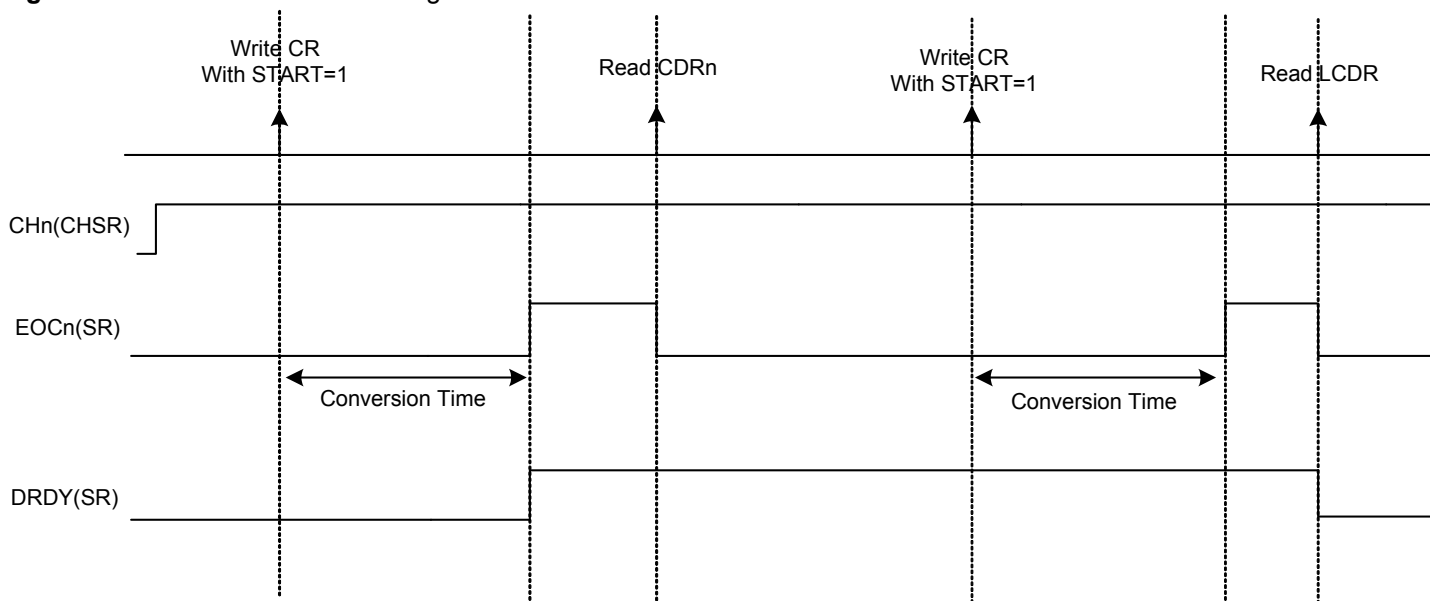 Write CR
With START=1
Read CDRn
Write CR
With START=1
Read LCDR
CHn(CHSR)
EOCn(SR)
Conversion Time
Conversion Time
DRDY(SR)